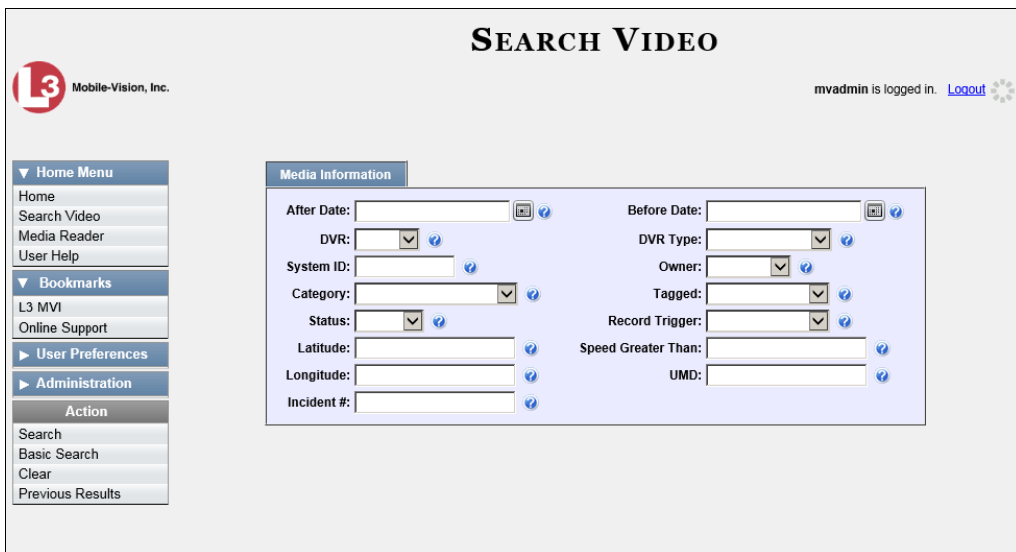 SEARCH VIDEO
L3 Mobile-Vision, Inc.
mvadmin is logged in. Logout
Home Menu
Home
Search Video
Media Reader
User Help
Bookmarks
L3 MVI
Online Support
User Preferences
Administration
Action
Search
Basic Search
Clear
Previous Results
Media Information
After Date: Before Date:
DVR: DVR Type:
System ID: Owner:
Category: Tagged:
Status: Record Trigger:
Latitude: Speed Greater Than:
Longitude: UMD:
Incident #: